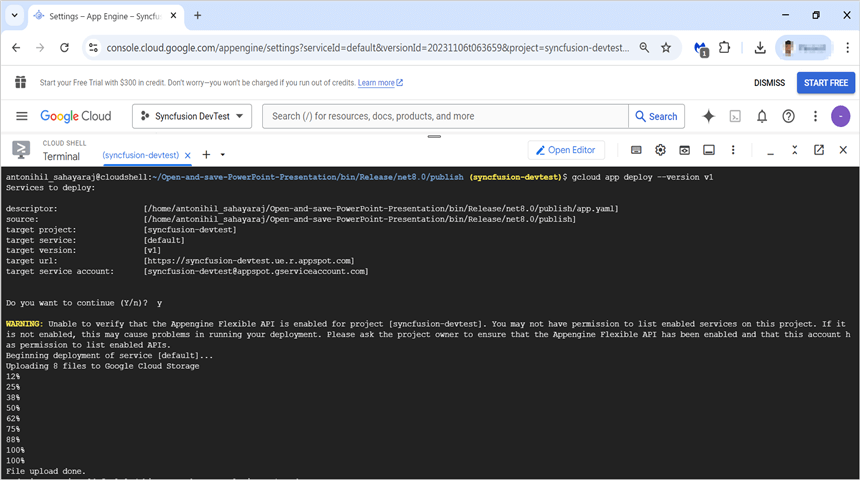 Settings – App Engine – Syncfus
console.cloud.google.com/appengine/settings?serviceId=default&versionId=20231106t063659&project=syncfusion-devtest...
1
Start your Free Trial with $300 in credit. Don't worry—you won't be charged if you run out of credits. Learn more
DISMISS
START FREE
Google Cloud
Syncfusion DevTest
Search (/) for resources, docs, products, and more
Search
CLOUD SHELL
Terminal
(syncfusion-devtest)
Open Editor
antonihil_sahayaraj@cloudshell:~/Open-and-save-PowerPoint-Presentation/bin/Release/net8.0/publish (syncfusion-devtest)$ gcloud app deploy --version v1
Services to deploy:
descriptor: [/home/antonihil_sahayaraj/Open-and-save-PowerPoint-Presentation/bin/Release/net8.0/publish/app.yaml]
source: [/home/antonihil_sahayaraj/Open-and-save-PowerPoint-Presentation/bin/Release/net8.0/publish]
target project: [syncfusion-devtest]
target service: [default]
target version: [v1]
target url: [https://syncfusion-devtest.ue.r.appspot.com]
target service account: [syncfusion-devtest@appspot.gserviceaccount.com]
Do you want to continue (Y/n)? y
WARNING: Unable to verify that the Appengine Flexible API is enabled for project [syncfusion-devtest]. You may not have permission to list enabled services on this project. If it
is not enabled, this may cause problems in running your deployment. Please ask the project owner to ensure that the Appengine Flexible API has been enabled and that this account h
as permission to list enabled APIs.
Beginning deployment of service [default]...
Uploading 8 files to Google Cloud Storage
12%
25%
38%
50%
62%
75%
88%
100%
100%
File upload done.